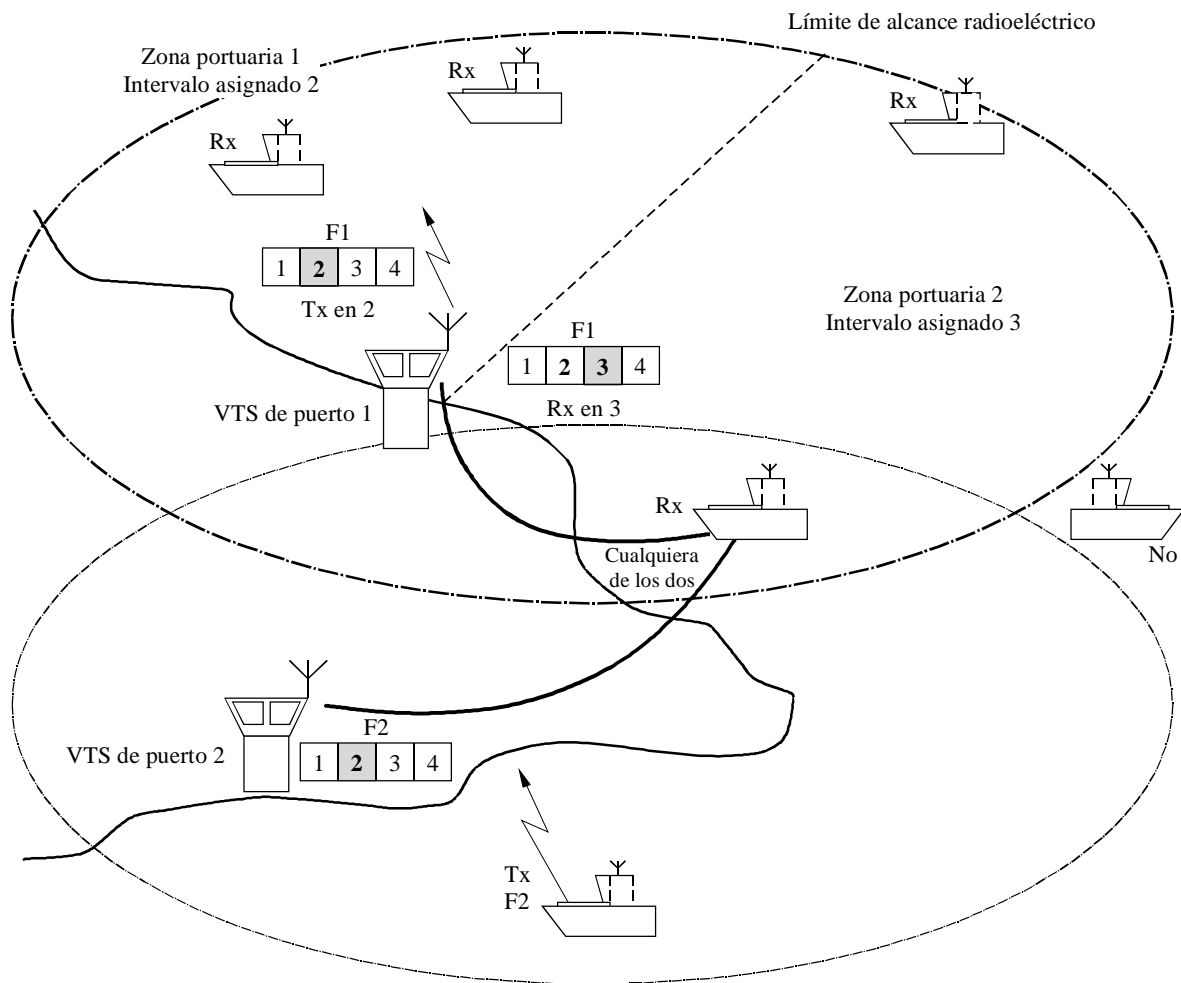 Límite de alcance radioeléctrico
Zona portuaria 1
Intervalo asignado 2
Rx
Rx
Rx
F1
1 2 3 4
Tx en 2
Zona portuaria 2
Intervalo asignado 3
F1
1 2 3 4
Rx en 3
VTS de puerto 1
Rx
No
Cualquiera
de los dos
F2
1 2 3 4
VTS de puerto 2
Tx
F2